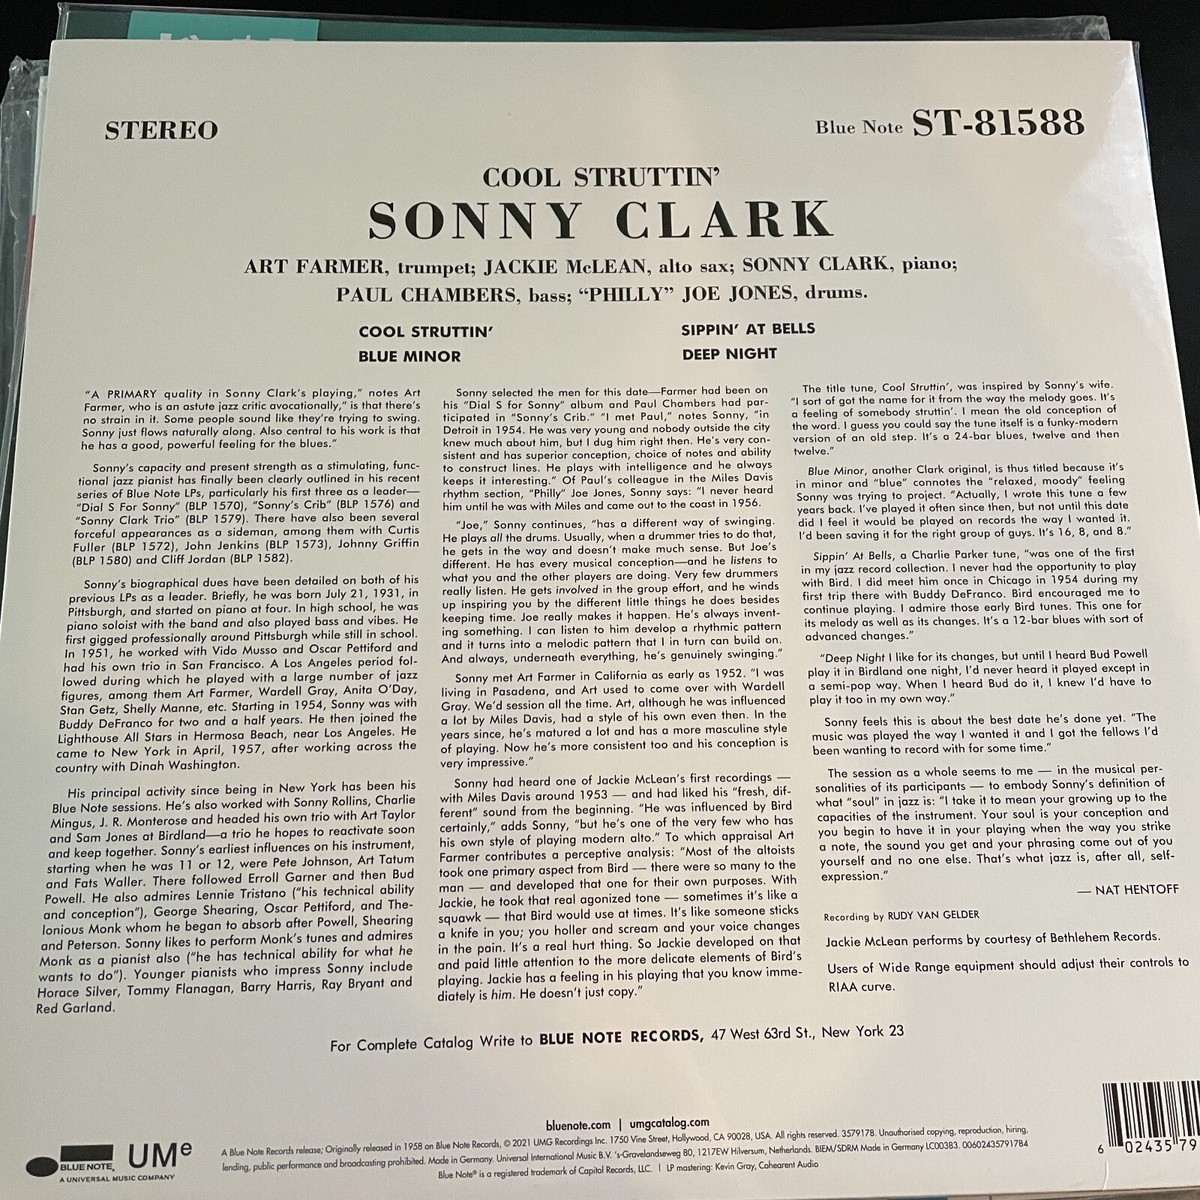 STEREO
Blue Note ST-81588
COOL STRUTTIN'
SONNY CLARK
ART FARMER, trumpet; JACKIE McLEAN, alto sax; SONNY CLARK, piano;
PAUL CHAMBERS, bass; "PHILLY" JOE JONES, drums.
COOL STRUTTIN'
BLUE MINOR
SIPPIN' AT BELLS
DEEP NIGHT
"A PRIMARY quality in Sonny Clark's playing," notes Art
Farmer, who is an astute jazz critic avocationally," is that there's
no strain in it. Some people sound like they're trying to swing.
Sonny just flows naturally along. Also central to his work is that
he has a good, powerful feeling for the blues."
Sonny's capacity and present strength as a stimulating, func-
tional jazz pianist has finally been clearly outlined in his recent
series of Blue Note LPs, particularly his first three as a leader—
"Dial S For Sonny" (BLP 1570), "Sonny's Crib" (BLP 1576) and
"Sonny Clark Trio" (BLP 1579). There have also been several
forceful appearances as a sideman, among them with Curtis
Fuller (BLP 1572), John Jenkins (BLP 1573), Johnny Griffin
(BLP 1580) and Cliff Jordan (BLP 1582).
Sonny's biographical dues have been detailed on both of his
previous LPs as a leader. Briefly, he was born July 21, 1931, in
Pittsburgh, and started on piano at four. In high school, he was
piano soloist with the band and also played bass and vibes. He
first gigged professionally around Pittsburgh while still in school.
In 1951, he worked with Vido Musso and Oscar Pettiford and
had his own trio in San Francisco. A Los Angeles period fol-
lowed during which he played with a large number of jazz
figures, among them Art Farmer, Wardell Gray, Anita O'Day,
Stan Getz, Shelly Manne, etc. Starting in 1954, Sonny was with
Buddy DeFranco for two and a half years. He then joined the
Lighthouse All Stars in Hermosa Beach, near Los Angeles. He
came to New York in April, 1957, after working across the
country with Dinah Washington.
His principal activity since being in New York has been his
Blue Note sessions. He's also worked with Sonny Rollins, Charlie
Mingus, J. R. Monterose and headed his own trio with Art Taylor
and Sam Jones at Birdland—a trio he hopes to reactivate soon
and keep together. Sonny's earliest influences on his instrument,
starting when he was 11 or 12, were Pete Johnson, Art Tatum
and Fats Waller. There followed Erroll Garner and then Bud
Powell. He also admires Lennie Tristano ("his technical ability
and conception"), George Shearing, Oscar Pettiford, and The-
lonious Monk whom he began to absorb after Powell, Shearing
and Peterson. Sonny likes to perform Monk's tunes and admires
Monk as a pianist also ("he has technical ability for what he
wants to do"). Younger pianists who impress Sonny include
Horace Silver, Tommy Flanagan, Barry Harris, Ray Bryant and
Red Garland.
Sonny selected the men for this date—Farmer had been on
his "Dial S for Sonny" album and Paul Chambers had par-
ticipated in "Sonny's Crib." "I met Paul," notes Sonny, "in
Detroit in 1954. He was very young and nobody outside the city
knew much about him, but I dug him right then. He's very con-
sistent and has superior conception, choice of notes and ability
to construct lines. He plays with intelligence and he always
keeps it interesting." Of Paul's colleague in the Miles Davis
rhythm section, "Philly" Joe Jones, Sonny says: "I never heard
him until he was with Miles and came out to the coast in 1956.
"Joe," Sonny continues, "has a different way of swinging.
He plays all the drums. Usually, when a drummer tries to do that,
he gets in the way and doesn't make much sense. But Joe's
different. He has every musical conception—and he listens to
what you and the other players are doing. Very few drummers
really listen. He gets involved in the group effort, and he winds
up inspiring you by the different little things he does besides
keeping time. Joe really makes it happen. He's always invent-
ing something. I can listen to him develop a rhythmic pattern
and it turns into a melodic pattern that I in turn can build on.
And always, underneath everything, he's genuinely swinging."
Sonny met Art Farmer in California as early as 1952. "I was
living in Pasadena, and Art used to come over with Wardell
Gray. We'd session all the time. Art, although he was influenced
a lot by Miles Davis, had a style of his own even then. In the
years since, he's matured a lot and has a more masculine style
of playing. Now he's more consistent too and his conception is
very impressive."
Sonny had heard one of Jackie McLean's first recordings —
with Miles Davis around 1953 — and had liked his "fresh, dif-
ferent" sound from the beginning. "He was influenced by Bird
certainly," adds Sonny, "but he's one of the very few who has
his own style of playing modern alto." To which appraisal Art
Farmer contributes a perceptive analysis: "Most of the altoists
took one primary aspect from Bird — there were so many to the
man — and developed that one for their own purposes. With
Jackie, he took that real agonized tone — sometimes it's like a
squawk — that Bird would use at times. It's like someone sticks
a knife in you; you holler and scream and your voice changes
in the pain. It's a real hurt thing. So Jackie developed on that
and paid little attention to the more delicate elements of Bird's
playing. Jackie has a feeling in his playing that you know imme-
diately is him. He doesn't just copy."
The title tune, Cool Struttin', was inspired by Sonny's wife.
"I sort of got the name for it from the way the melody goes. It's
a feeling of somebody struttin'. I mean the old conception of
the word. I guess you could say the tune itself is a funky-modern
version of an old step. It's a 24-bar blues, twelve and then
twelve."
Blue Minor, another Clark original, is thus titled because it's
in minor and "blue" connotes the "relaxed, moody" feeling
Sonny was trying to project. "Actually, I wrote this tune a few
years back. I've played it often since then, but not until this date
did I feel it would be played on records the way I wanted it.
I'd been saving it for the right group of guys. It's 16, 8, and 8."
Sippin' At Bells, a Charlie Parker tune, "was one of the first
in my jazz record collection. I never had the opportunity to play
with Bird. I did meet him once in Chicago in 1954 during my
first trip there with Buddy DeFranco. Bird encouraged me to
continue playing. I admire those early Bird tunes. This one for
its melody as well as its changes. It's a 12-bar blues with sort of
advanced changes."
"Deep Night I like for its changes, but until I heard Bud Powell
play it in Birdland one night, I'd never heard it played except in
a semi-pop way. When I heard Bud do it, I knew I'd have to
play it too in my own way."
Sonny feels this is about the best date he's done yet. "The
music was played the way I wanted it and I got the fellows I'd
been wanting to record with for some time."
The session as a whole seems to me — in the musical per-
sonalities of its participants — to embody Sonny's definition of
what "soul" in jazz is: "I take it to mean your growing up to the
capacities of the instrument. Your soul is your conception and
you begin to have it in your playing when the way you strike
a note, the sound you get and your phrasing come out of you
yourself and no one else. That's what jazz is, after all, self-
expression."
— NAT HENTOFF
Recording by RUDY VAN GELDER
Jackie McLean performs by courtesy of Bethlehem Records.
Users of Wide Range equipment should adjust their controls to
RIAA curve.
For Complete Catalog Write to BLUE NOTE RECORDS, 47 West 63rd St., New York 23
bluenote.com | umgcatalog.com
BLUE NOTE
A UNIVERSAL MUSIC COMPANY
UMe
A Blue Note Records release; Originally released in 1958 on Blue Note Records, © 2021 UMG Recordings Inc. 1750 Vine Street, Hollywood, CA 90028, USA. All rights reserved. 3579178. Unauthorised copying, reproduction, hiring,
lending, public performance and broadcasting prohibited. Made in Germany. Universal International Music B.V. 's-Gravelandseweg 80, 1217EW Hilversum, Netherlands. BIEM/SDRM Made in Germany LC00383. 00602435791784
Blue Note® is a registered trademark of Capitol Records, LLC. | LP mastering: Kevin Gray, Cohearent Audio
6 02435 79